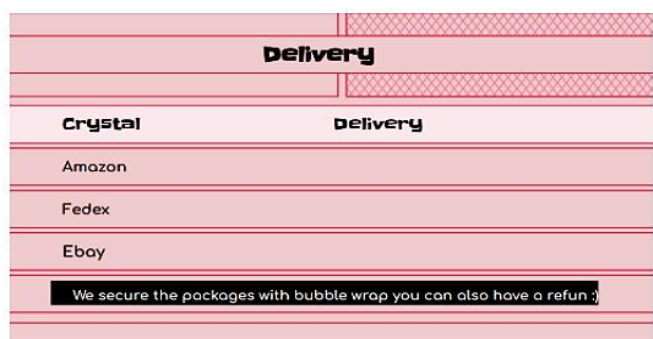 Delivery
Crystal Delivery
Amazon
Fedex
Ebay
We secure the packages with bubble wrap you can also have a refun :)